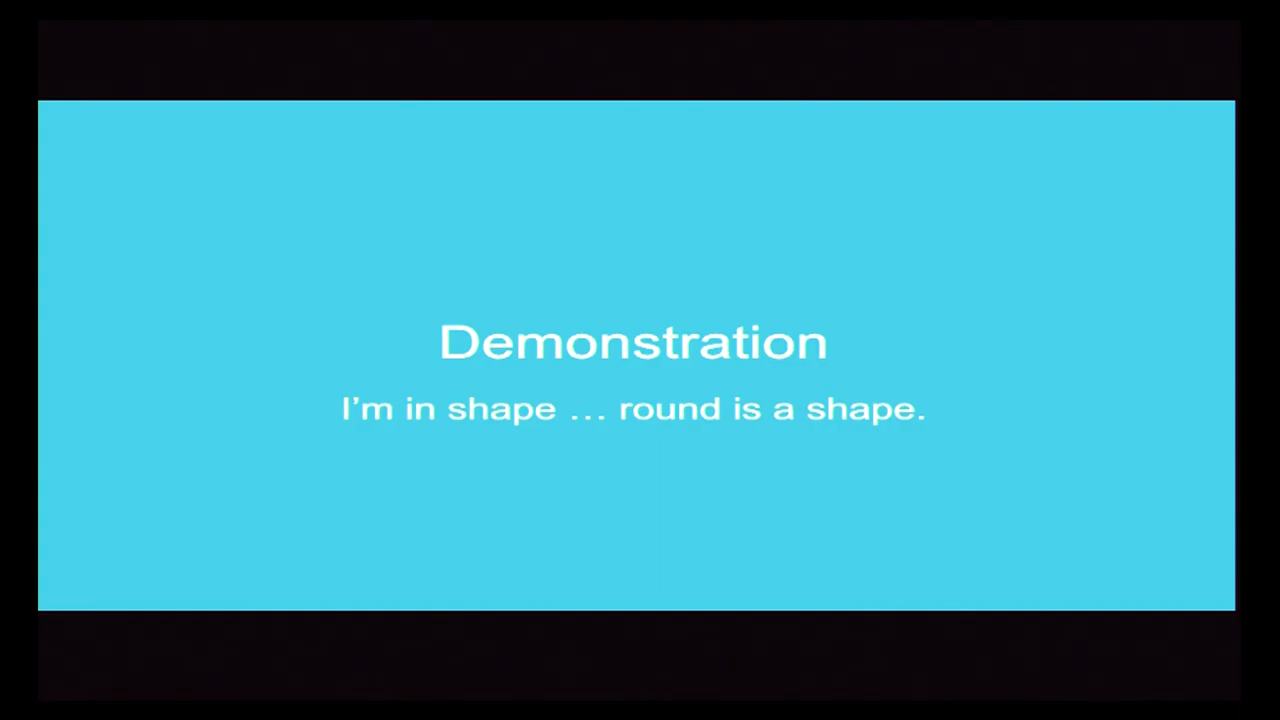 Demonstration
I’m in shape … round is a shape.